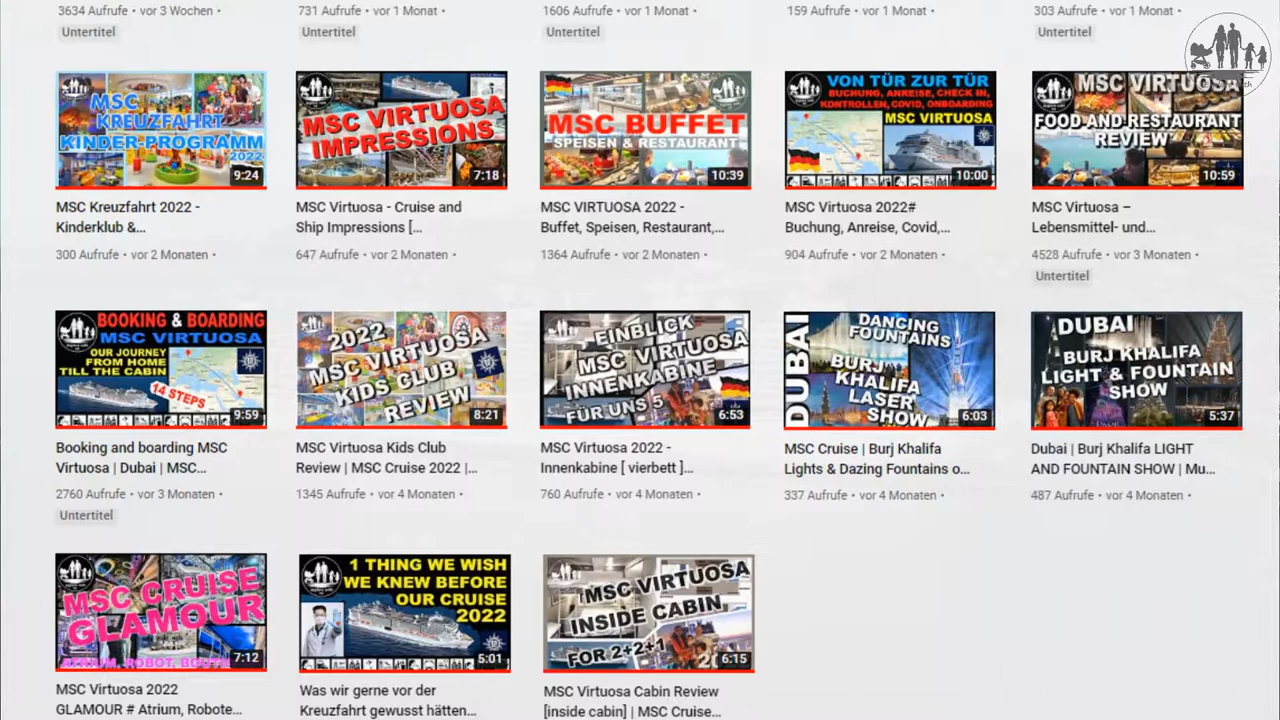 3634 Aufrufe • vor 3 Wochen •
731 Aufrufe • vor 1 Monat •
1606 Aufrufe • vor 1 Monat •
159 Aufrufe • vor 1 Monat •
303 Aufrufe • vor 1 Monat •
Untertitel
Untertitel
Untertitel
Untertitel
MSC
KREUZFAHRT
KINDER-PROGRAMM
2022
9:24
MSC VIRTUOSA
IMPRESSIONS
7:18
MSC BUFFET
SPEISEN & RESTAURANT
10:39
VON TÜR ZUR TÜR
BUCHUNG, ANREISE, CHECK IN,
KONTROLLEN, COVID, ONBOARDING
MSC VIRTUOSA
10:00
MSC VIRTUOSA
FOOD AND RESTAURANT
REVIEW
10:59
MSC Kreuzfahrt 2022 -
Kinderklub &...
300 Aufrufe • vor 2 Monaten •
MSC Virtuosa - Cruise and
Ship Impressions [...
647 Aufrufe • vor 2 Monaten •
MSC VIRTUOSA 2022 -
Buffet, Speisen, Restaurant,...
1364 Aufrufe • vor 2 Monaten •
MSC Virtuosa 2022#
Buchung, Anreise, Covid,...
904 Aufrufe • vor 2 Monaten •
MSC Virtuosa –
Lebensmittel- und...
4528 Aufrufe • vor 3 Monaten •
Untertitel
BOOKING & BOARDING
MSC VIRTUOSA
OUR JOURNEY
FROM HOME
TILL THE CABIN
14 STEPS
9:59
2022
MSC VIRTUOSA
KIDS CLUB
REVIEW
8:21
EINBLICK
MSC VIRTUOSA
INNENKABINE
FÜR UNS 5
6:53
DUBAI
DANCING
FOUNTAINS
BURJ
KHALIFA
LASER
SHOW
6:03
DUBAI
BURJ KHALIFA
LIGHT & FOUNTAIN
SHOW
5:37
Booking and boarding MSC
Virtuosa | Dubai | MSC...
2760 Aufrufe • vor 3 Monaten •
Untertitel
MSC Virtuosa Kids Club
Review | MSC Cruise 2022 |...
1345 Aufrufe • vor 4 Monaten •
MSC Virtuosa 2022 -
Innenkabine [ vierbett ]...
760 Aufrufe • vor 4 Monaten •
MSC Cruise | Burj Khalifa
Lights & Dazing Fountains o...
337 Aufrufe • vor 4 Monaten •
Dubai | Burj Khalifa LIGHT
AND FOUNTAIN SHOW | Mu...
487 Aufrufe • vor 4 Monaten •
MSC CRUISE
GLAMOUR
ATRIUM, ROBOT,
7:12
1 THING WE WISH
WE KNEW BEFORE
OUR CRUISE
2022
5:01
MSC VIRTUOSA
INSIDE CABIN
FOR 2+2+1
6:15
MSC Virtuosa 2022
GLAMOUR # Atrium, Robote...
Was wir gerne vor der
Kreuzfahrt gewusst hätten...
MSC Virtuosa Cabin Review
[inside cabin] | MSC Cruise...